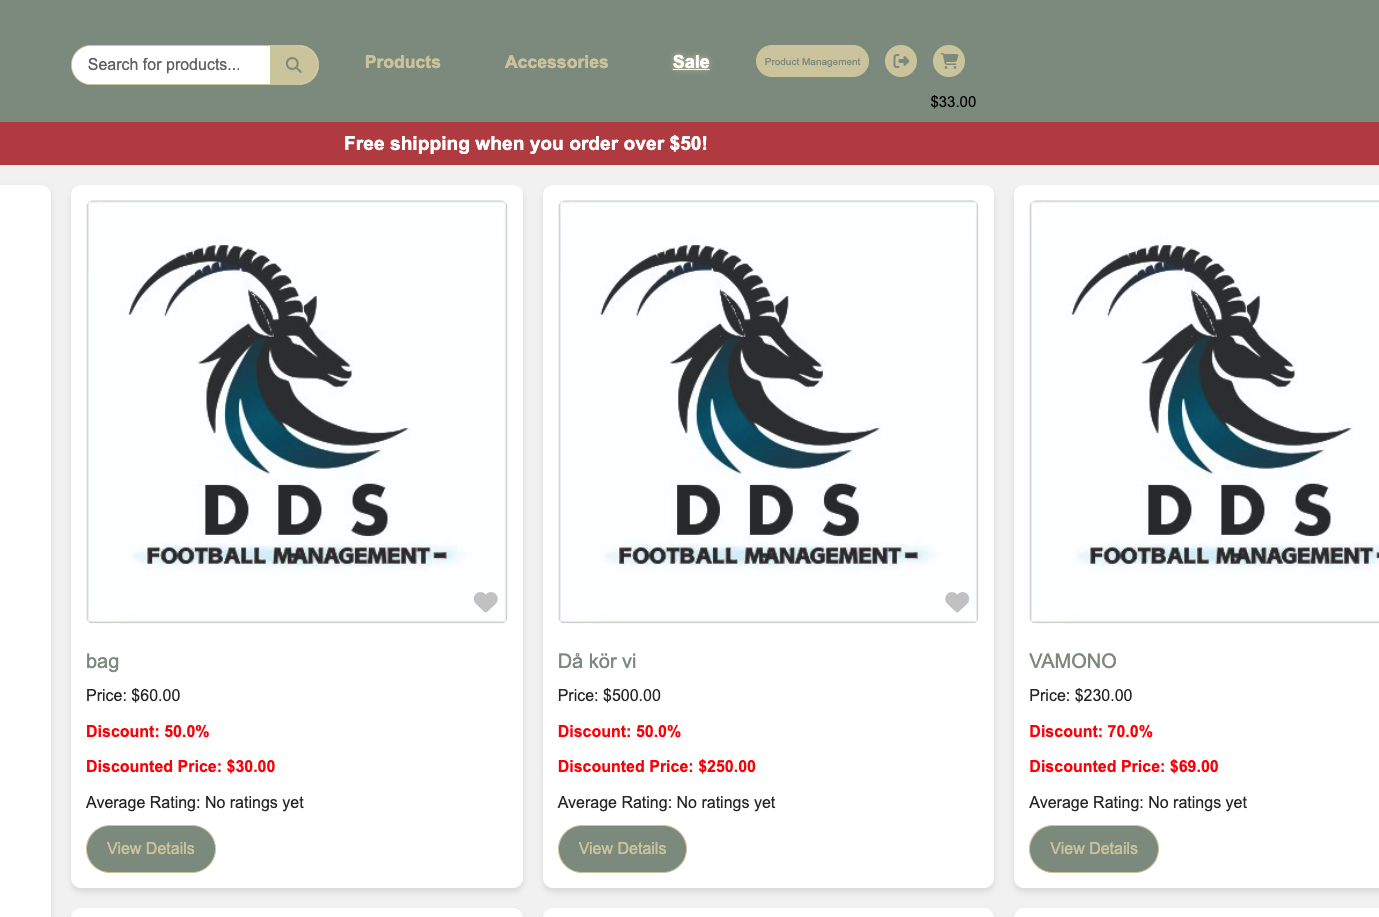 Search for products...
Products
Accessories
Sale
Product Management
$33.00
Free shipping when you order over $50!
DDS
FOOTBALL MANAGEMENT-
bag
Price: $60.00
Discount: 50.0%
Discounted Price: $30.00
Average Rating: No ratings yet
View Details
DDS
FOOTBALL MANAGEMENT-
Då kör vi
Price: $500.00
Discount: 50.0%
Discounted Price: $250.00
Average Rating: No ratings yet
View Details
DDS
FOOTBALL MANAGEMENT-
VAMONO
Price: $230.00
Discount: 70.0%
Discounted Price: $69.00
Average Rating: No ratings yet
View Details